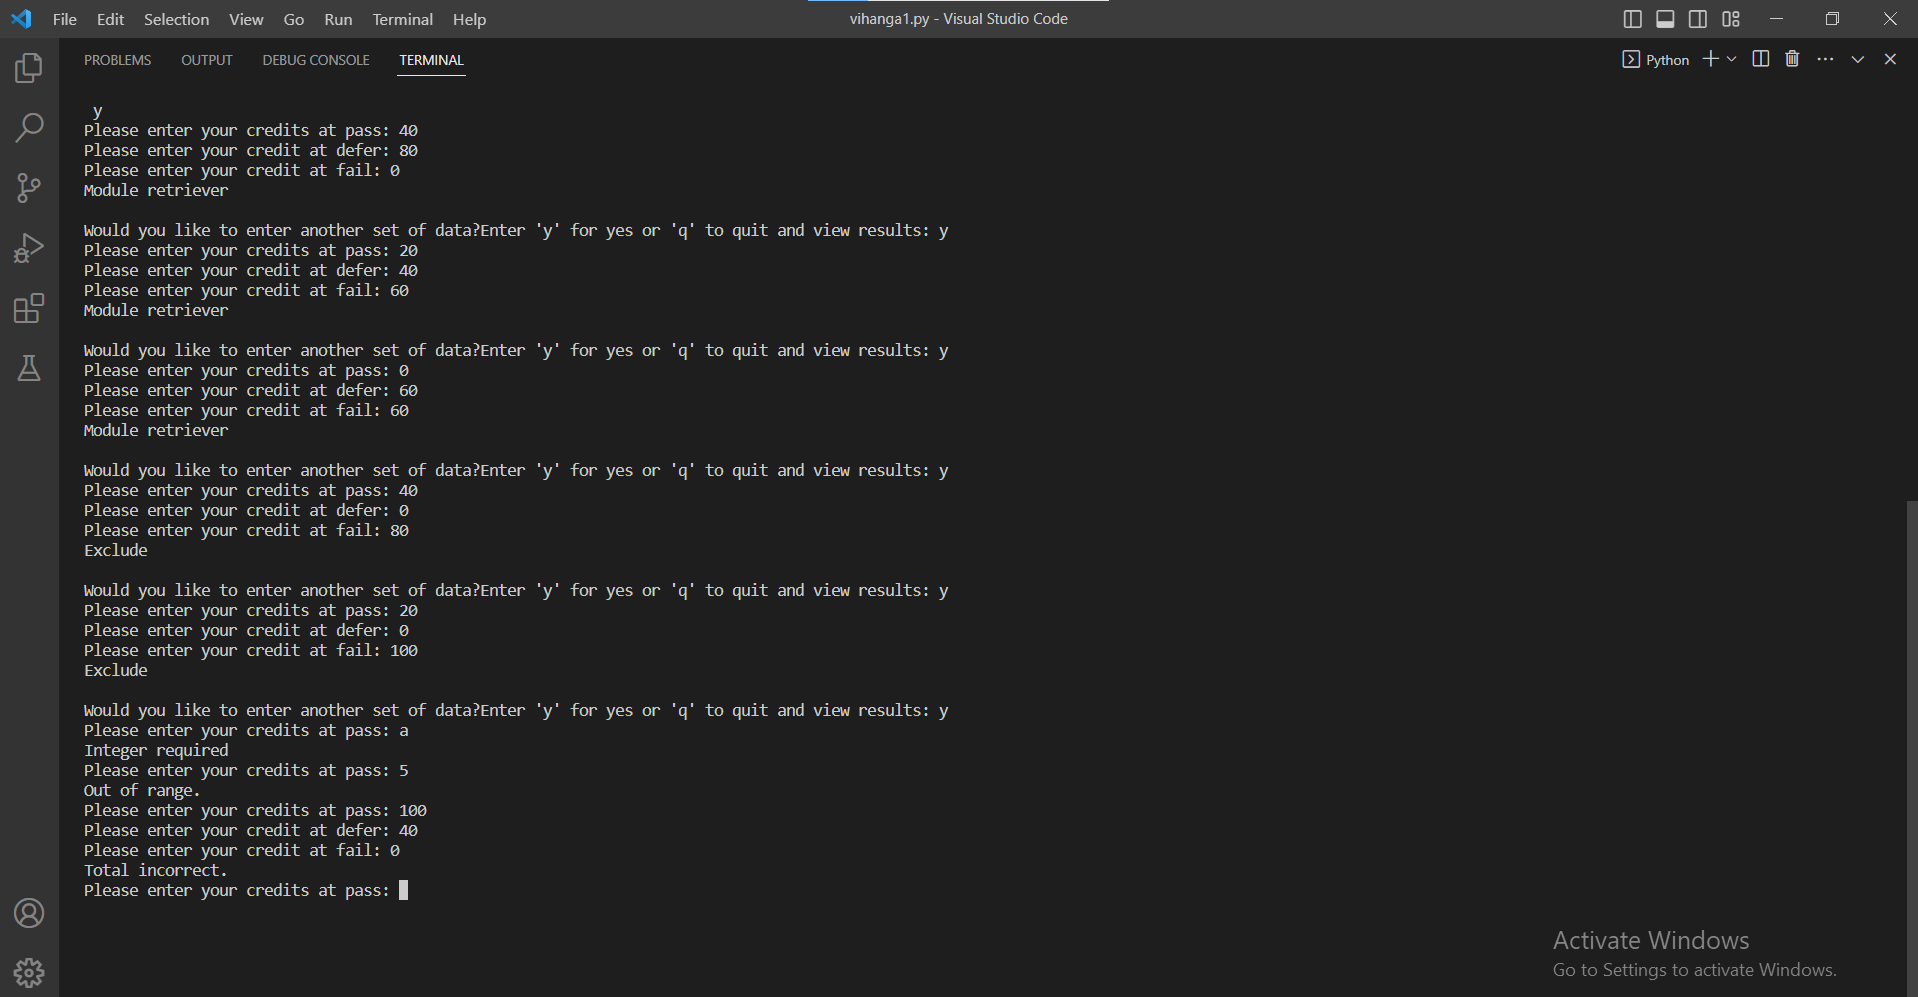 File Edit Selection View Go Run Terminal Help
vihanga1.py - Visual Studio Code
PROBLEMS OUTPUT DEBUG CONSOLE TERMINAL
Python
y
Please enter your credits at pass: 40
Please enter your credit at defer: 80
Please enter your credit at fail: 0
Module retriever
Would you like to enter another set of data?Enter 'y' for yes or 'q' to quit and view results: y
Please enter your credits at pass: 20
Please enter your credit at defer: 40
Please enter your credit at fail: 60
Module retriever
Would you like to enter another set of data?Enter 'y' for yes or 'q' to quit and view results: y
Please enter your credits at pass: 0
Please enter your credit at defer: 60
Please enter your credit at fail: 60
Module retriever
Would you like to enter another set of data?Enter 'y' for yes or 'q' to quit and view results: y
Please enter your credits at pass: 40
Please enter your credit at defer: 0
Please enter your credit at fail: 80
Exclude
Would you like to enter another set of data?Enter 'y' for yes or 'q' to quit and view results: y
Please enter your credits at pass: 20
Please enter your credit at defer: 0
Please enter your credit at fail: 100
Exclude
Would you like to enter another set of data?Enter 'y' for yes or 'q' to quit and view results: y
Please enter your credits at pass: a
Integer required
Please enter your credits at pass: 5
Out of range.
Please enter your credits at pass: 100
Please enter your credit at defer: 40
Please enter your credit at fail: 0
Total incorrect.
Please enter your credits at pass:
Activate Windows
Go to Settings to activate Windows.